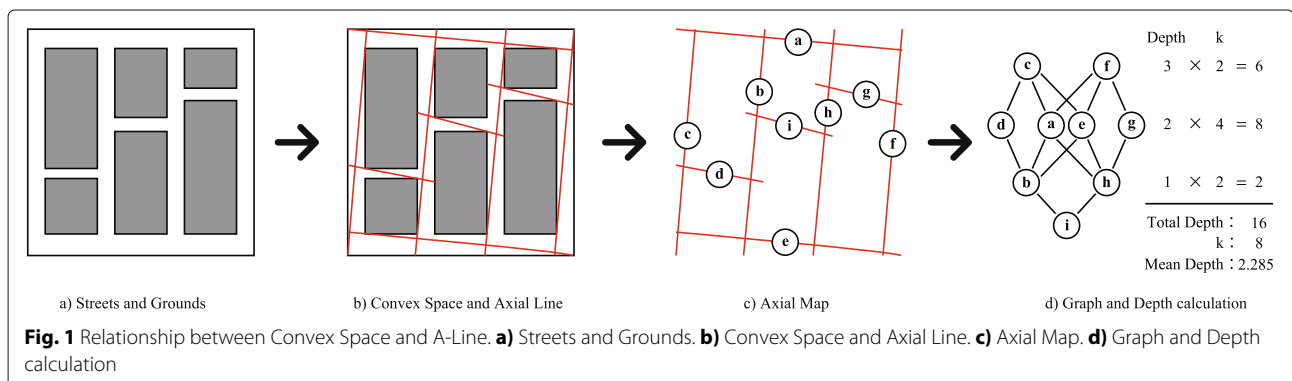 a
b
g
h
i
c
f
d
e
c
f
d
a
e
g
b
h
i
Depth k
3 × 2 = 6
2 × 4 = 8
1 × 2 = 2
Total Depth : 16
k : 8
Mean Depth : 2.285
a) Streets and Grounds
b) Convex Space and Axial Line
c) Axial Map
d) Graph and Depth calculation
Fig. 1 Relationship between Convex Space and A-Line. a) Streets and Grounds. b) Convex Space and Axial Line. c) Axial Map. d) Graph and Depth
calculation